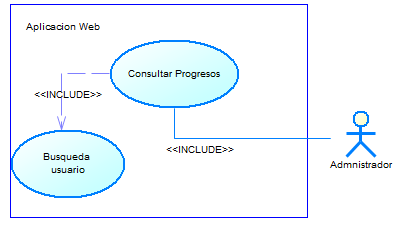 Aplicacion Web
Consultar Progresos
<<INCLUDE>>
<<INCLUDE>>
Busqueda
usuario
Admnistrador